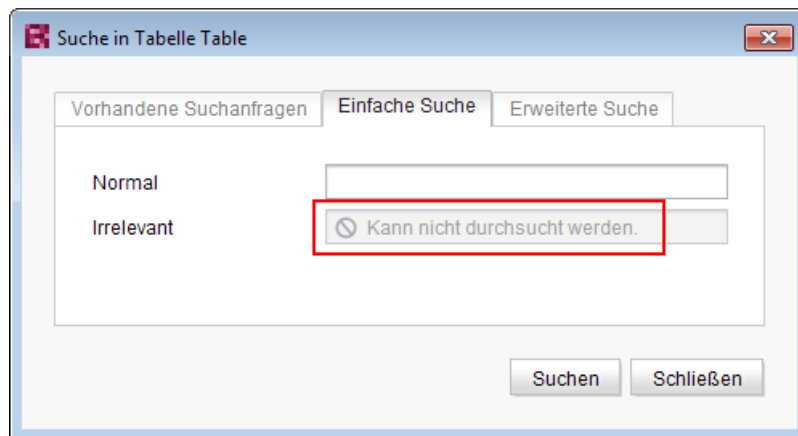 Suche in Tabelle Table
Vorhandene Suchanfragen Einfache Suche Erweiterte Suche
Normal
Irrelevant Kann nicht durchsucht werden.
Suchen Schließen